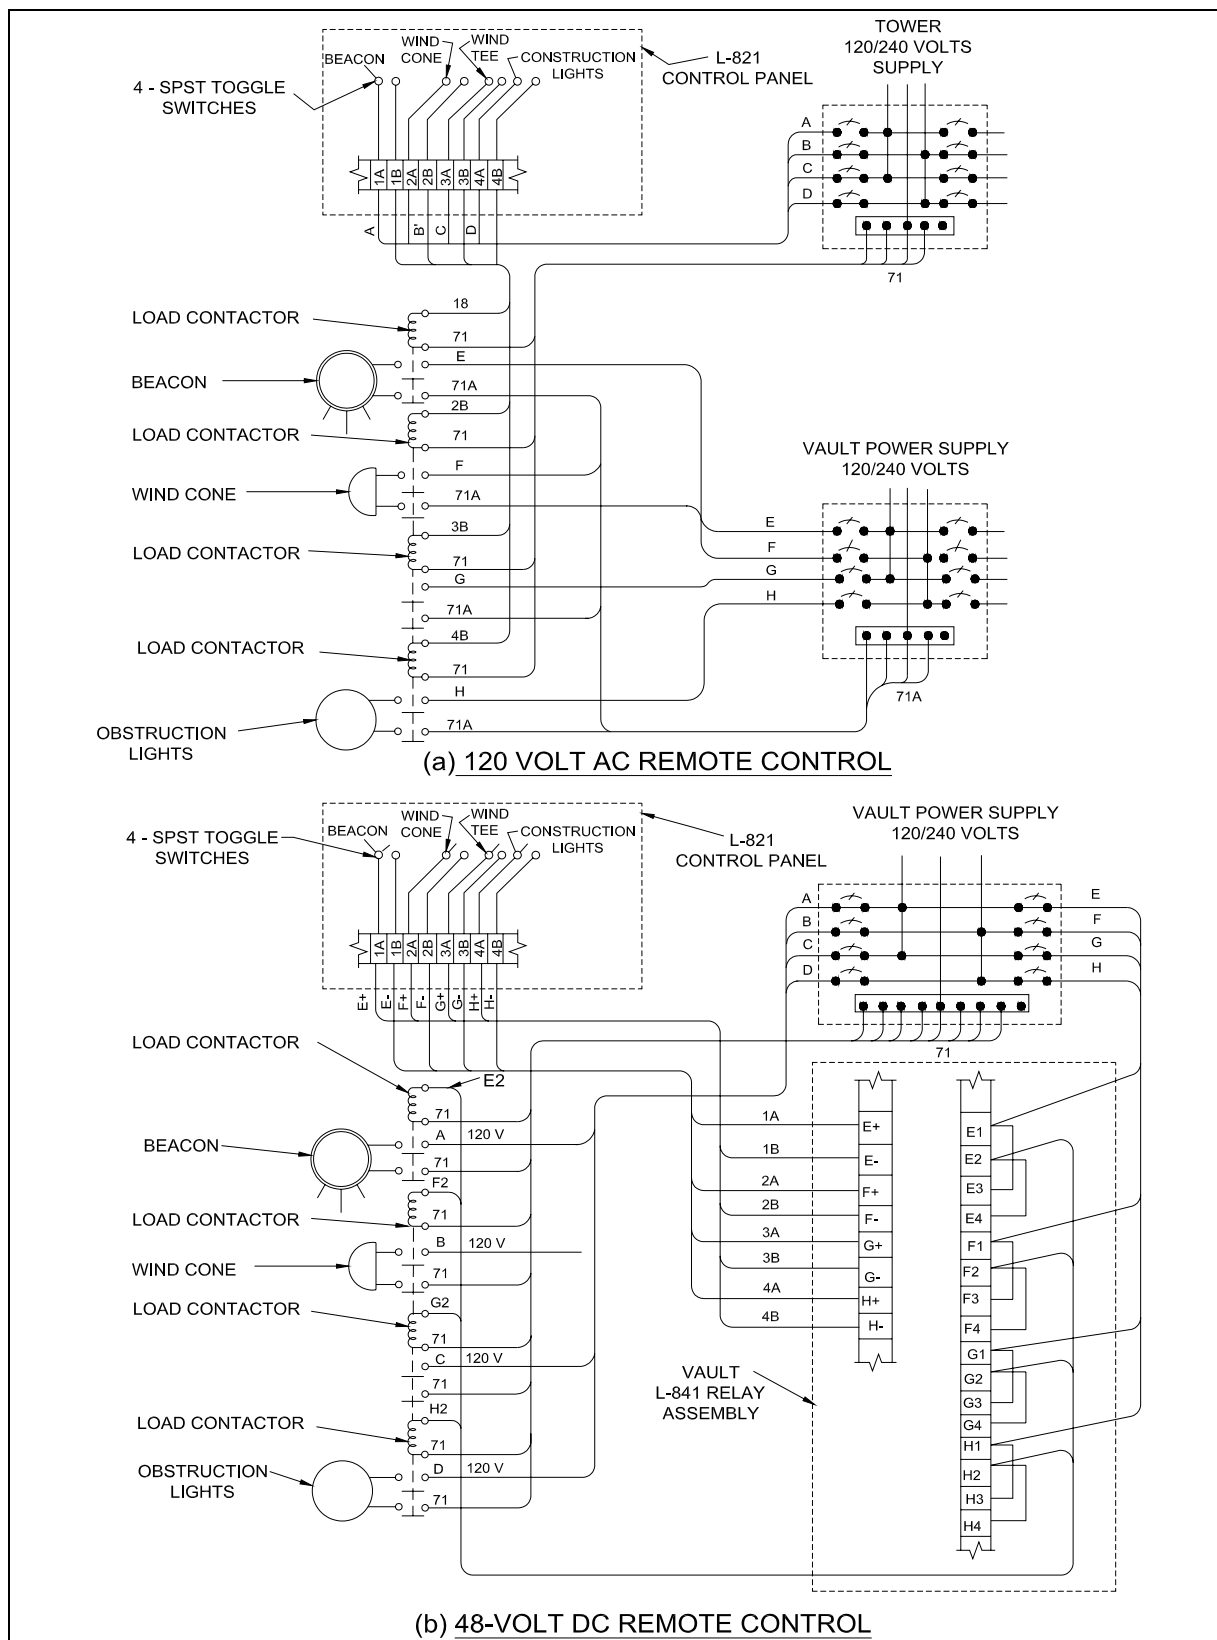 TOWER
120/240 VOLTS
SUPPLY
BEACON
WIND
CONE
WIND
TEE
CONSTRUCTION
LIGHTS
L-821
CONTROL PANEL
4 - SPST TOGGLE
SWITCHES
1A
1B
2A
2B
3A
3B
4A
4B
A
B'
C
D
A
B
C
D
71
LOAD CONTACTOR
18
71
BEACON
E
71A
LOAD CONTACTOR
2B
71
WIND CONE
F
71A
LOAD CONTACTOR
3B
71
G
71A
LOAD CONTACTOR
4B
71
OBSTRUCTION
LIGHTS
H
71A
VAULT POWER SUPPLY
120/240 VOLTS
E
F
G
H
71A
(a) 120 VOLT AC REMOTE CONTROL
4 - SPST TOGGLE
SWITCHES
BEACON
WIND
CONE
WIND
TEE
CONSTRUCTION
LIGHTS
L-821
CONTROL PANEL
VAULT POWER SUPPLY
120/240 VOLTS
1A
1B
2A
2B
3A
3B
4A
4B
E+
E-
F+
F-
G+
G-
H+
H-
A
B
C
D
E
F
G
H
71
LOAD CONTACTOR
E2
71
BEACON
A 120 V
71
LOAD CONTACTOR
F2
71
WIND CONE
B 120 V
71
LOAD CONTACTOR
G2
71
C 120 V
71
LOAD CONTACTOR
H2
71
OBSTRUCTION
LIGHTS
D 120 V
71
1A
1B
2A
2B
3A
3B
4A
4B
E+
E-
F+
F-
G+
G-
H+
H-
E1
E2
E3
E4
F1
F2
F3
F4
G1
G2
G3
G4
H1
H2
H3
H4
VAULT
L-841 RELAY
ASSEMBLY
(b) 48-VOLT DC REMOTE CONTROL